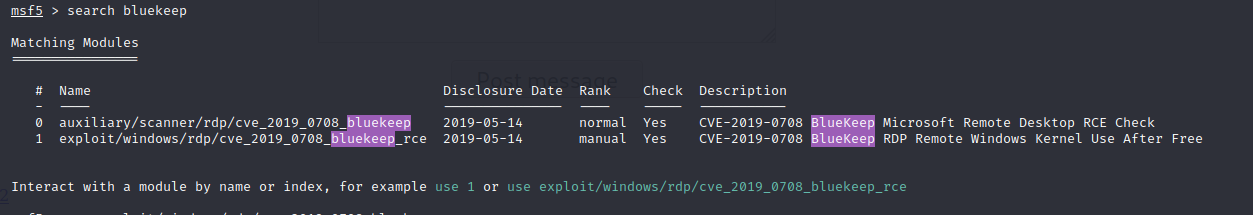 msf5 > search bluekeep
Matching Modules
================
# Name Disclosure Date Rank Check Description
- ---- --------------- ---- ----- -----------
0 auxiliary/scanner/rdp/cve_2019_0708_bluekeep 2019-05-14 normal Yes CVE-2019-0708 BlueKeep Microsoft Remote Desktop RCE Check
1 exploit/windows/rdp/cve_2019_0708_bluekeep_rce 2019-05-14 manual Yes CVE-2019-0708 BlueKeep RDP Remote Windows Kernel Use After Free
Interact with a module by name or index, for example use 1 or use exploit/windows/rdp/cve_2019_0708_bluekeep_rce
Post message